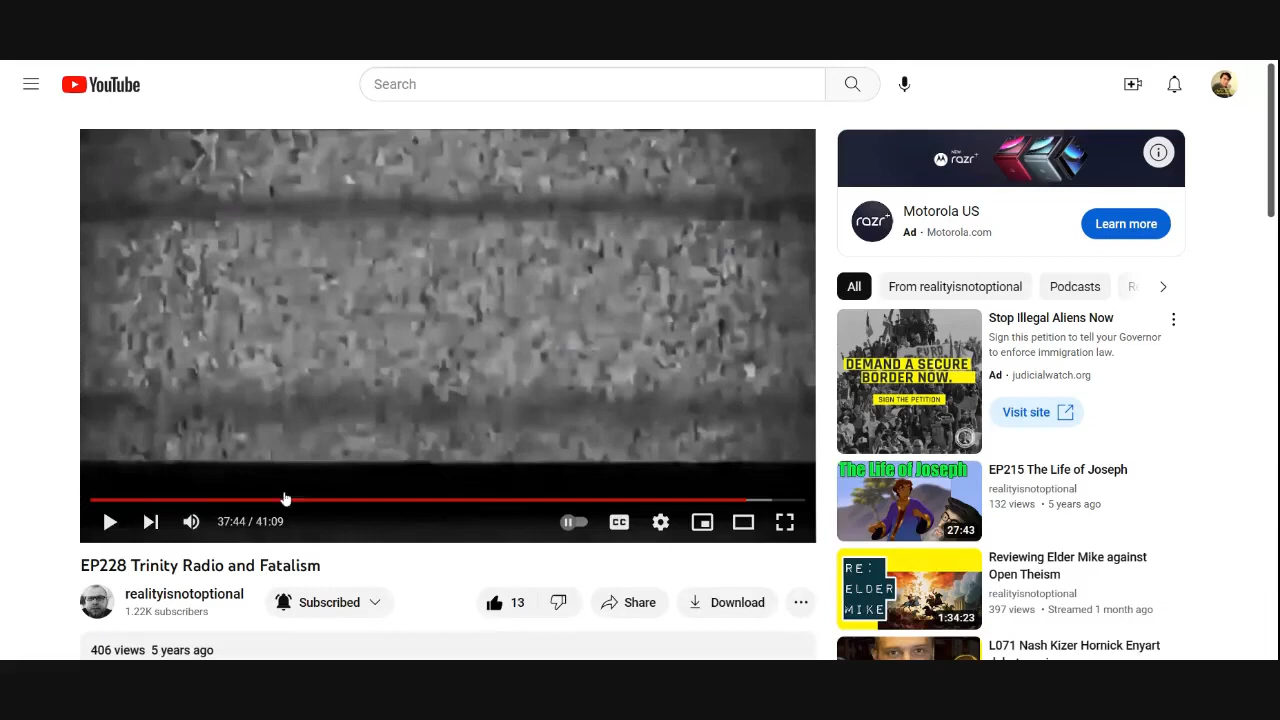 YouTube
Search
NEW
razr+
razr+
Motorola US
Ad · Motorola.com
Learn more
All
From realityisnotoptional
Podcasts
DEMAND A SECURE
BORDER NOW.
SIGN THE PETITION
Stop Illegal Aliens Now
Sign this petition to tell your Governor
to enforce immigration law.
Ad · judicialwatch.org
Visit site
The Life of Joseph
27:43
EP215 The Life of Joseph
realityisnotoptional
132 views • 5 years ago
RE:
ELDER
MIKE
1:34:23
Reviewing Elder Mike against
Open Theism
realityisnotoptional
397 views • Streamed 1 month ago
L071 Nash Kizer Hornick Enyart
37:44 / 41:09
CC
EP228 Trinity Radio and Fatalism
realityisnotoptional
1.22K subscribers
Subscribed
13
Share
Download
406 views 5 years ago